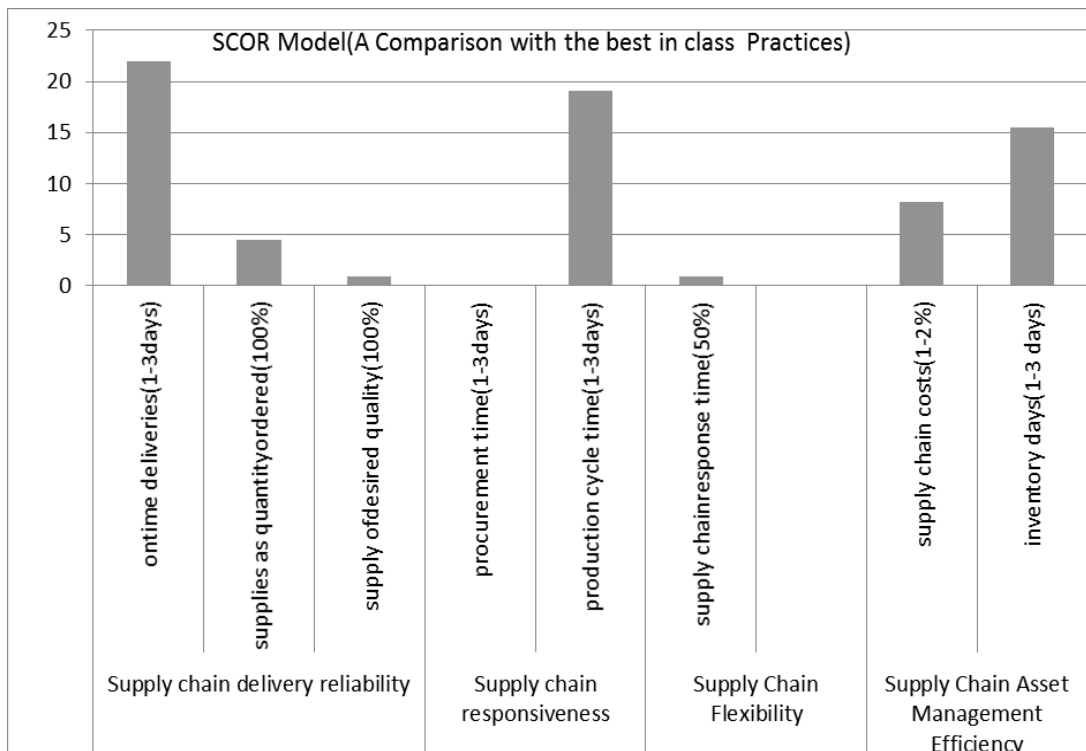 SCOR Model(A Comparison with the best in class Practices)
25
20
15
10
5
0
ontime deliveries(1-3days)
supplies as quantityordered(100%)
supply ofdesired quality(100%)
procurement time(1-3days)
production cycle time(1-3days)
supply chainresponse time(50%)
supply chain costs(1-2%)
inventory days(1-3 days)
Supply chain delivery reliability
Supply chain
responsiveness
Supply Chain
Flexibility
Supply Chain Asset
Management
Efficiency